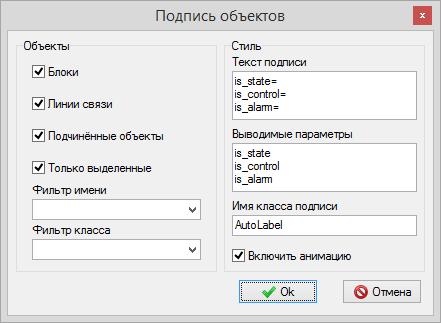 Подпись объектов
Объекты
Блоки
Линии связи
Подчинённые объекты
Только выделенные
Фильтр имени
Фильтр класса
Стиль
Текст подписи
is_state=
is_control=
is_alarm=
Выводимые параметры
is_state
is_control
is_alarm
Имя класса подписи
AutoLabel
Включить анимацию
Ok
Отмена